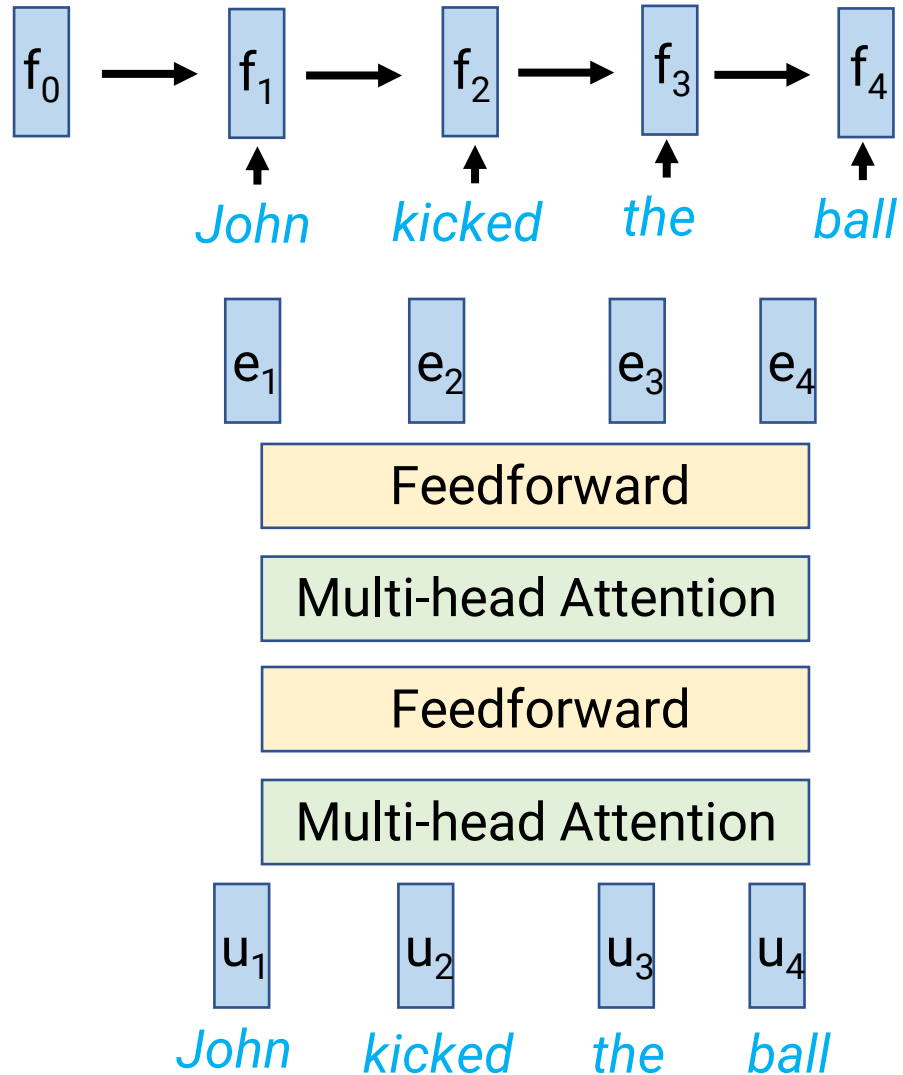 f₀ f₁ f₂ f₃ f₄
John kicked the ball
e₁ e₂ e₃ e₄
Feedforward
Multi-head Attention
Feedforward
Multi-head Attention
u₁ u₂ u₃ u₄
John kicked the ball